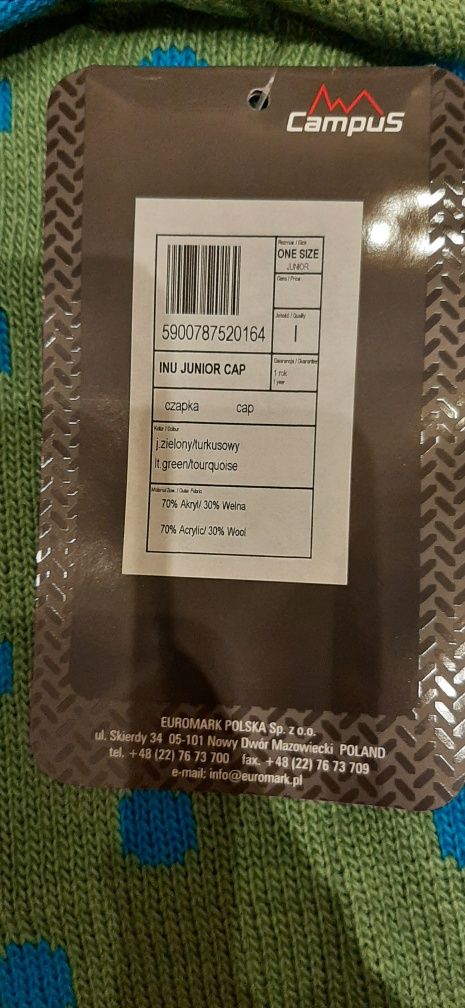 CampuS
Rozmiar / Size
ONE SIZE
JUNIOR
Cena / Price
5900787520164
Jakość / Quality
I
INU JUNIOR CAP
Gwarancja / Guarantee
1 rok
1 year
czapka cap
Kolor / Colour
j.zielony/turkusowy
lt.green/tourquoise
Materiał Zew. / Outer Fabric
70% Akryl/ 30% Wełna
70% Acrylic/ 30% Wool
EUROMARK POLSKA Sp. z o.o.
ul. Skierdy 34 05-101 Nowy Dwór Mazowiecki POLAND
tel. +48 (22) 76 73 700 fax. +48 (22) 76 73 709
e-mail: info@euromark.pl